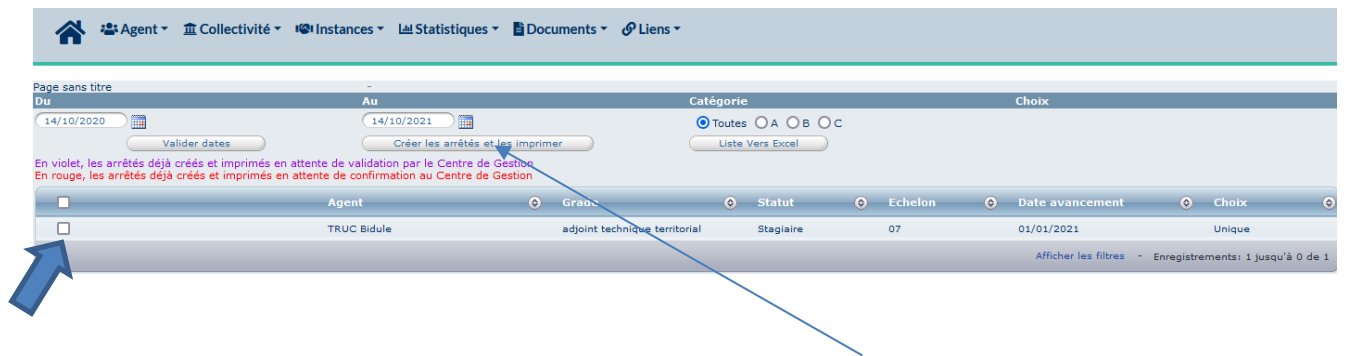 Agent Collectivité Instances Statistiques Documents Liens
Page sans titre -
Du Au Catégorie Choix
14/10/2020 14/10/2021 Toutes A B C
Valider dates Créer les arrêtés et les imprimer Liste Vers Excel
En violet, les arrêtés déjà créés et imprimés en attente de validation par le Centre de Gestion
En rouge, les arrêtés déjà créés et imprimés en attente de confirmation au Centre de Gestion
Agent Grade Statut Echelon Date avancement Choix
TRUC Bidule adjoint technique territorial Stagiaire 07 01/01/2021 Unique
Afficher les filtres - Enregistrements: 1 jusqu'à 0 de 1